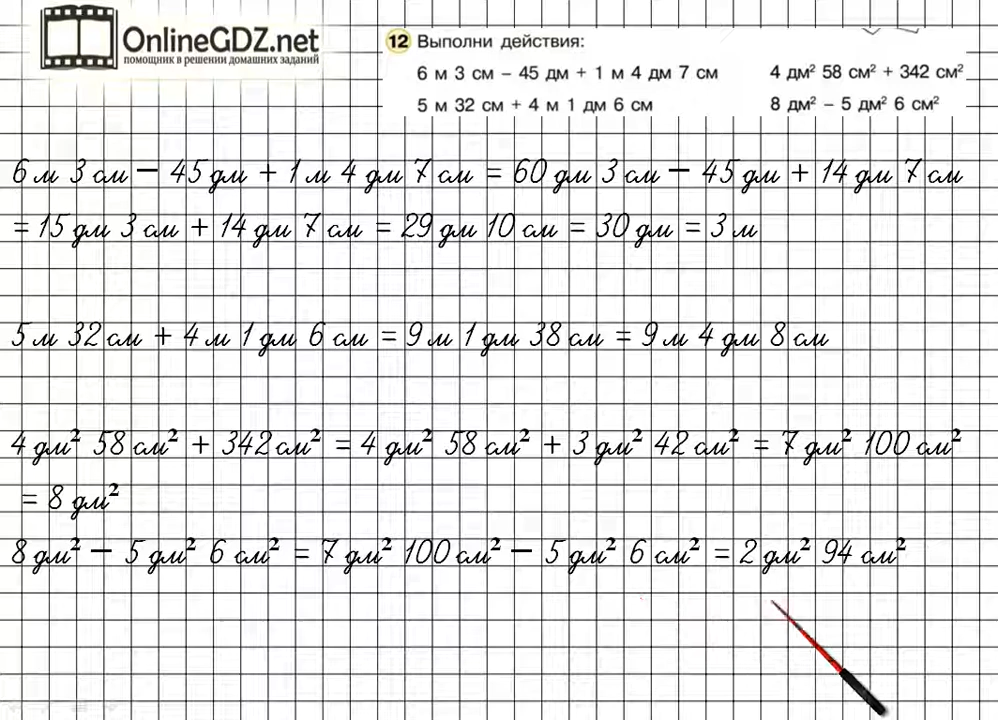 OnlineGDZ.net
помощник в решении домашних заданий
12 Выполни действия:
6 м 3 см – 45 дм + 1 м 4 дм 7 см 4 дм² 58 см² + 342 см²
5 м 32 см + 4 м 1 дм 6 см 8 дм² – 5 дм² 6 см²
6 м 3 см – 45 дм + 1 м 4 дм 7 см = 60 дм 3 см – 45 дм + 14 дм 7 см
= 15 дм 3 см + 14 дм 7 см = 29 дм 10 см = 30 дм = 3 м
5 м 32 см + 4 м 1 дм 6 см = 9 м 1 дм 38 см = 9 м 4 дм 8 см
4 дм² 58 см² + 342 см² = 4 дм² 58 см² + 3 дм² 42 см² = 7 дм² 100 см²
= 8 дм²
8 дм² – 5 дм² 6 см² = 7 дм² 100 см² – 5 дм² 6 см² = 2 дм² 94 см²